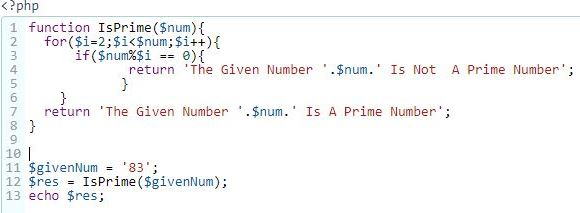 <?php
1 function IsPrime($num){
2   for($i=2;$i<$num;$i++){
3       if($num%$i == 0){
4              return 'The Given Number '.$num.' Is Not  A Prime Number';
5             }
6     }
7   return 'The Given Number '.$num.' Is A Prime Number';
8 }
9
10
11 $givenNum = '83';
12 $res = IsPrime($givenNum);
13 echo $res;